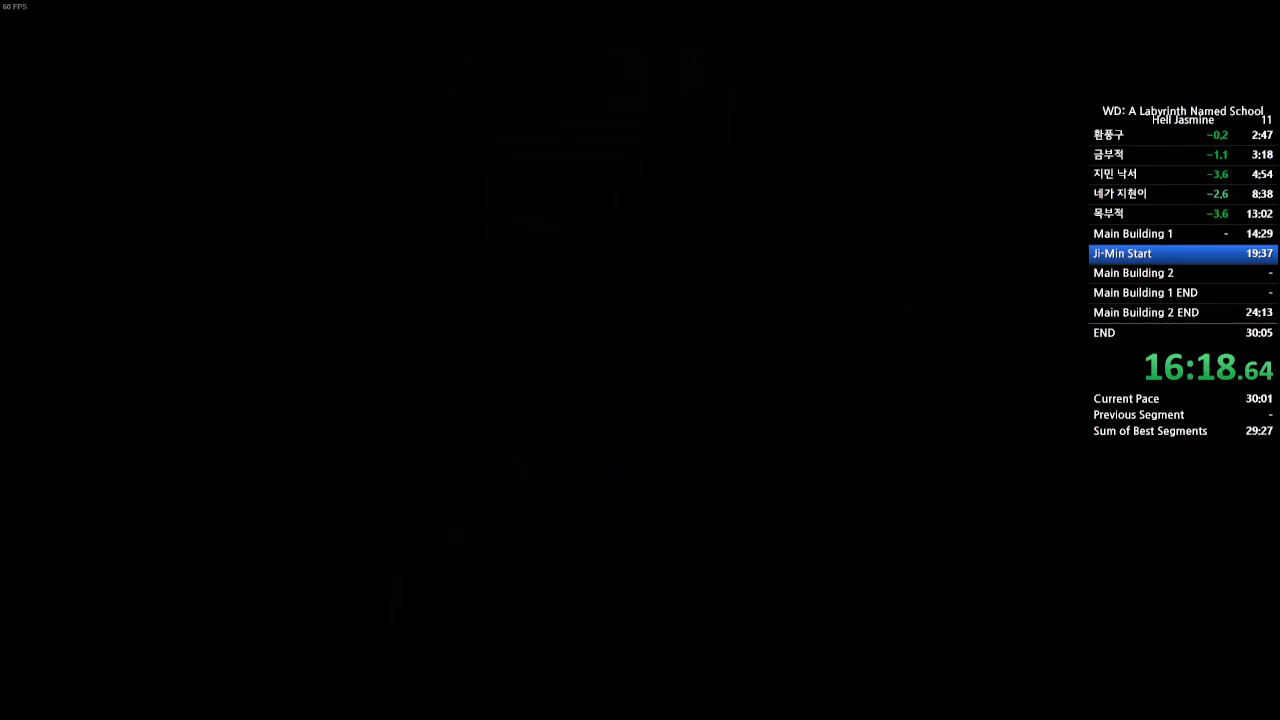 60 FPS
WD: A Labyrinth Named School
Hell Jasmine 11
환풍구 −0.2 2:47
금부적 −1.1 3:18
지민 낙서 −3.6 4:54
네가 지현이 −2.6 8:38
목부적 −3.6 13:02
Main Building 1 - 14:29
Ji-Min Start 19:37
Main Building 2 -
Main Building 1 END -
Main Building 2 END 24:13
END 30:05
16:18.64
Current Pace 30:01
Previous Segment -
Sum of Best Segments 29:27